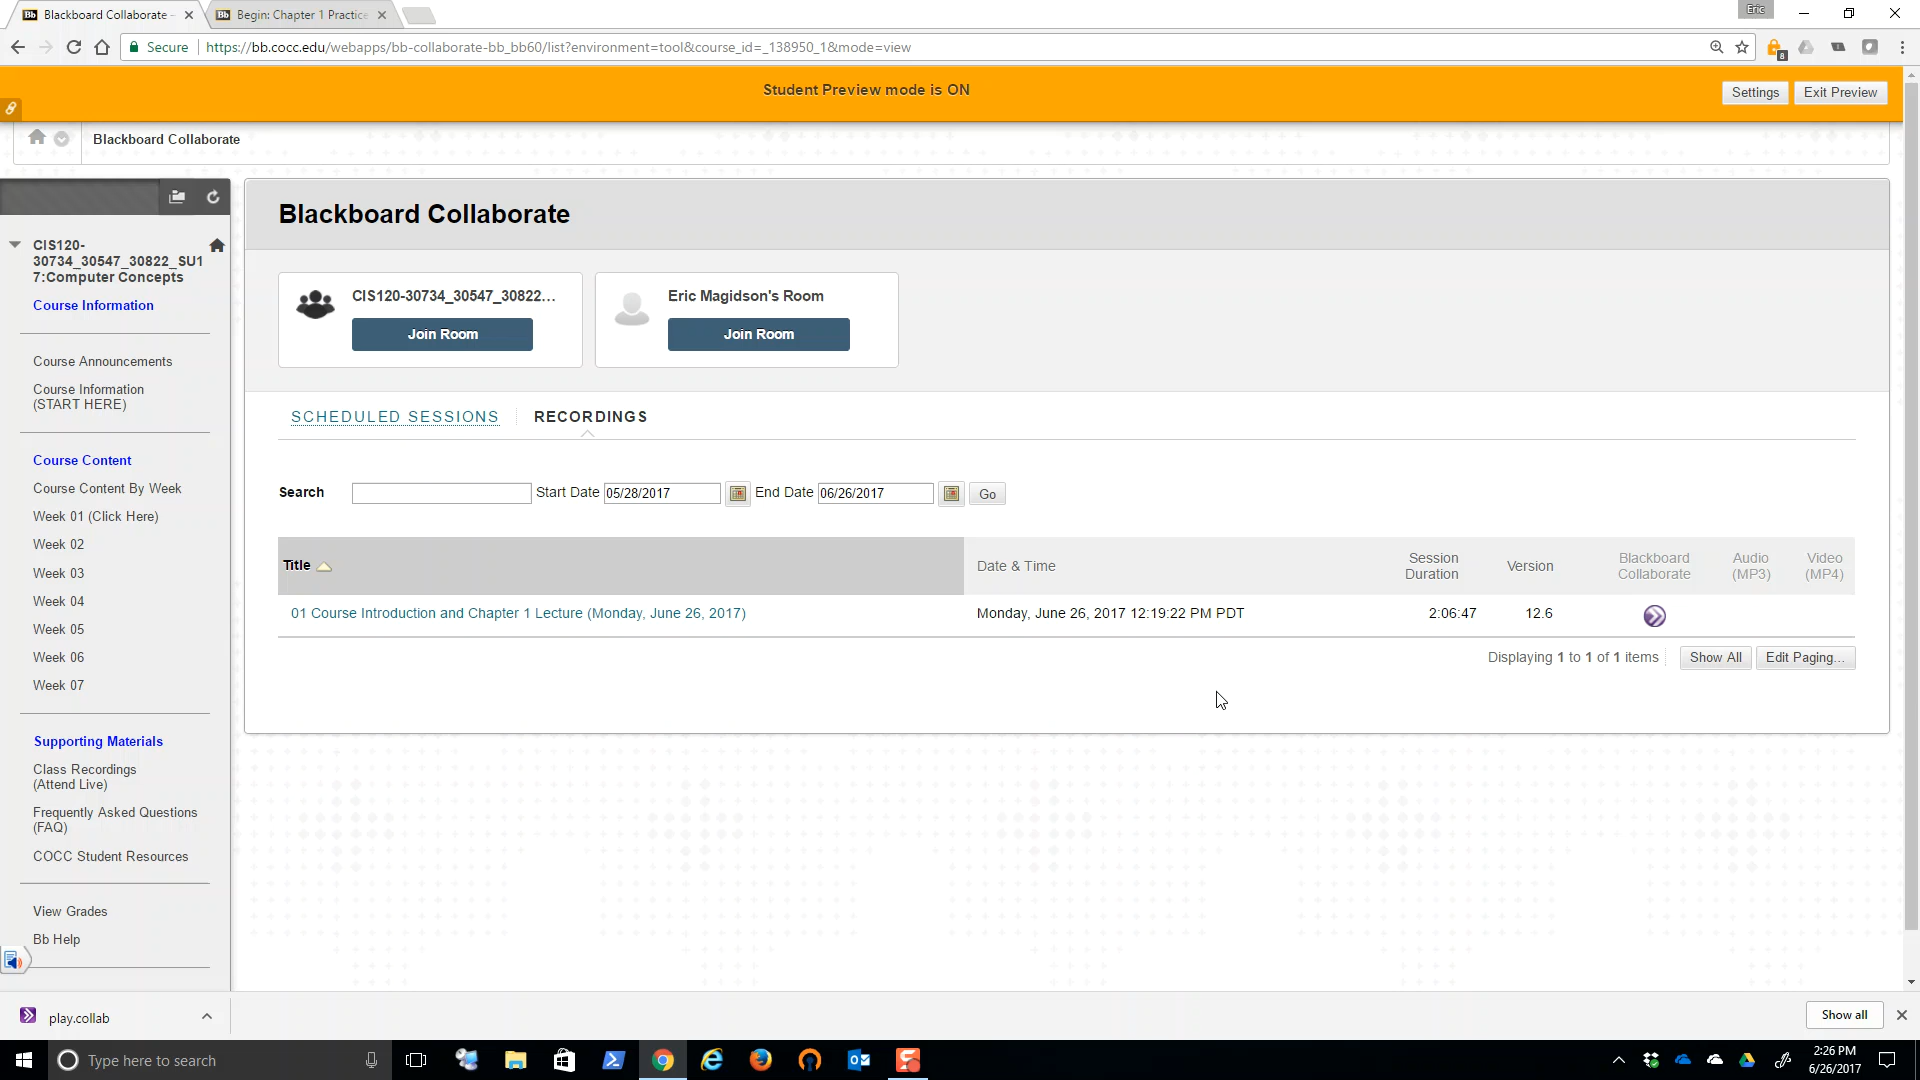 Blackboard Collaborate -
Begin: Chapter 1 Practice
Eric
Secure
https://bb.cocc.edu/webapps/bb-collaborate-bb_bb60/list?environment=tool&course_id=_138950_1&mode=view
8
Student Preview mode is ON
Settings
Exit Preview
Blackboard Collaborate
CIS120-
30734_30547_30822_SU1
7:Computer Concepts
Course Information
Course Announcements
Course Information
(START HERE)
Course Content
Course Content By Week
Week 01 (Click Here)
Week 02
Week 03
Week 04
Week 05
Week 06
Week 07
Supporting Materials
Class Recordings
(Attend Live)
Frequently Asked Questions
(FAQ)
COCC Student Resources
View Grades
Bb Help
Blackboard Collaborate
CIS120-30734_30547_30822...
Join Room
Eric Magidson's Room
Join Room
SCHEDULED SESSIONS
RECORDINGS
Search Start Date 05/28/2017 End Date 06/26/2017 Go
Title Date & Time Session Duration Version Blackboard Collaborate Audio (MP3) Video (MP4)
01 Course Introduction and Chapter 1 Lecture (Monday, June 26, 2017) Monday, June 26, 2017 12:19:22 PM PDT 2:06:47 12.6
Displaying 1 to 1 of 1 items Show All Edit Paging...
play.collab
Show all
Type here to search
2:26 PM
6/26/2017